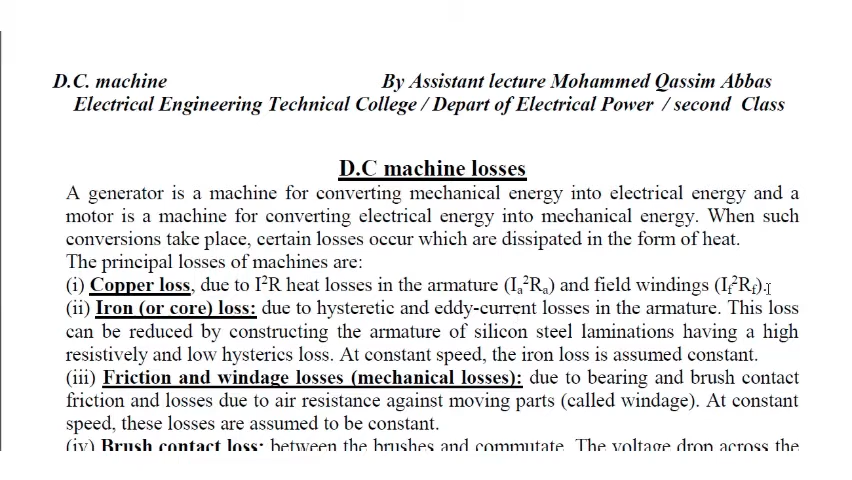 D.C. machine By Assistant lecture Mohammed Qassim Abbas
Electrical Engineering Technical College / Depart of Electrical Power / second Class
D.C machine losses
A generator is a machine for converting mechanical energy into electrical energy and a
motor is a machine for converting electrical energy into mechanical energy. When such
conversions take place, certain losses occur which are dissipated in the form of heat.
The principal losses of machines are:
(i) Copper loss, due to I²R heat losses in the armature (Iₐ²Rₐ) and field windings (I_f²R_f).
(ii) Iron (or core) loss: due to hysteretic and eddy-current losses in the armature. This loss
can be reduced by constructing the armature of silicon steel laminations having a high
resistively and low hysterics loss. At constant speed, the iron loss is assumed constant.
(iii) Friction and windage losses (mechanical losses): due to bearing and brush contact
friction and losses due to air resistance against moving parts (called windage). At constant
speed, these losses are assumed to be constant.
(iv) Brush contact loss: between the brushes and commutate. The voltage drop across the